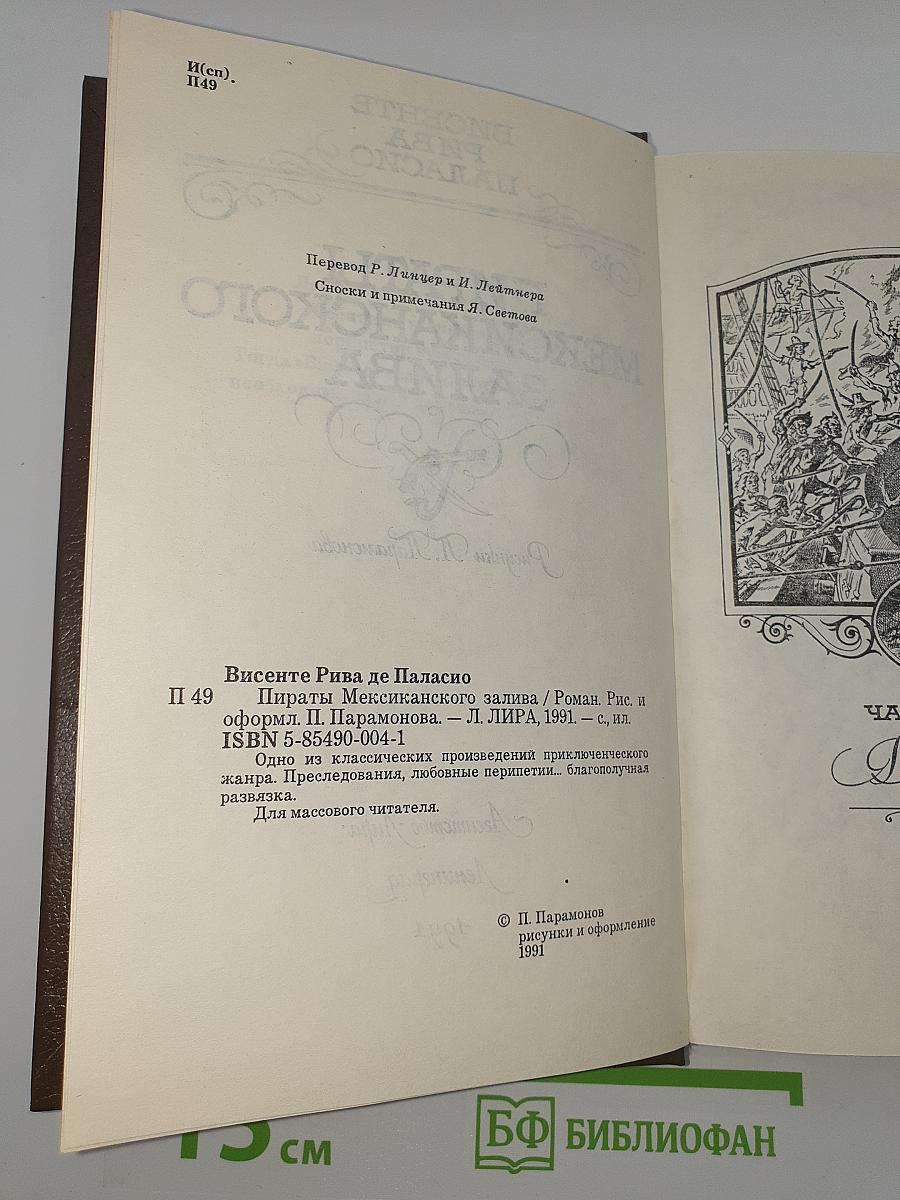 И(сп).
П49
Перевод Р. Линцер и И. Лейтнера
Сноски и примечания Я. Светова
Висенте Рива де Паласио
П 49 Пираты Мексиканского залива / Роман. Рис. и
оформл. П. Парамонова. — Л. ЛИРА, 1991. — с., ил.
ISBN 5-85490-004-1
Одно из классических произведений приключенческого
жанра. Преследования, любовные перипетии... благополучная
развязка.
Для массового читателя.
© П. Парамонов
рисунки и оформление
1991
ЧА
15 см
БФ БИБЛИОФАН